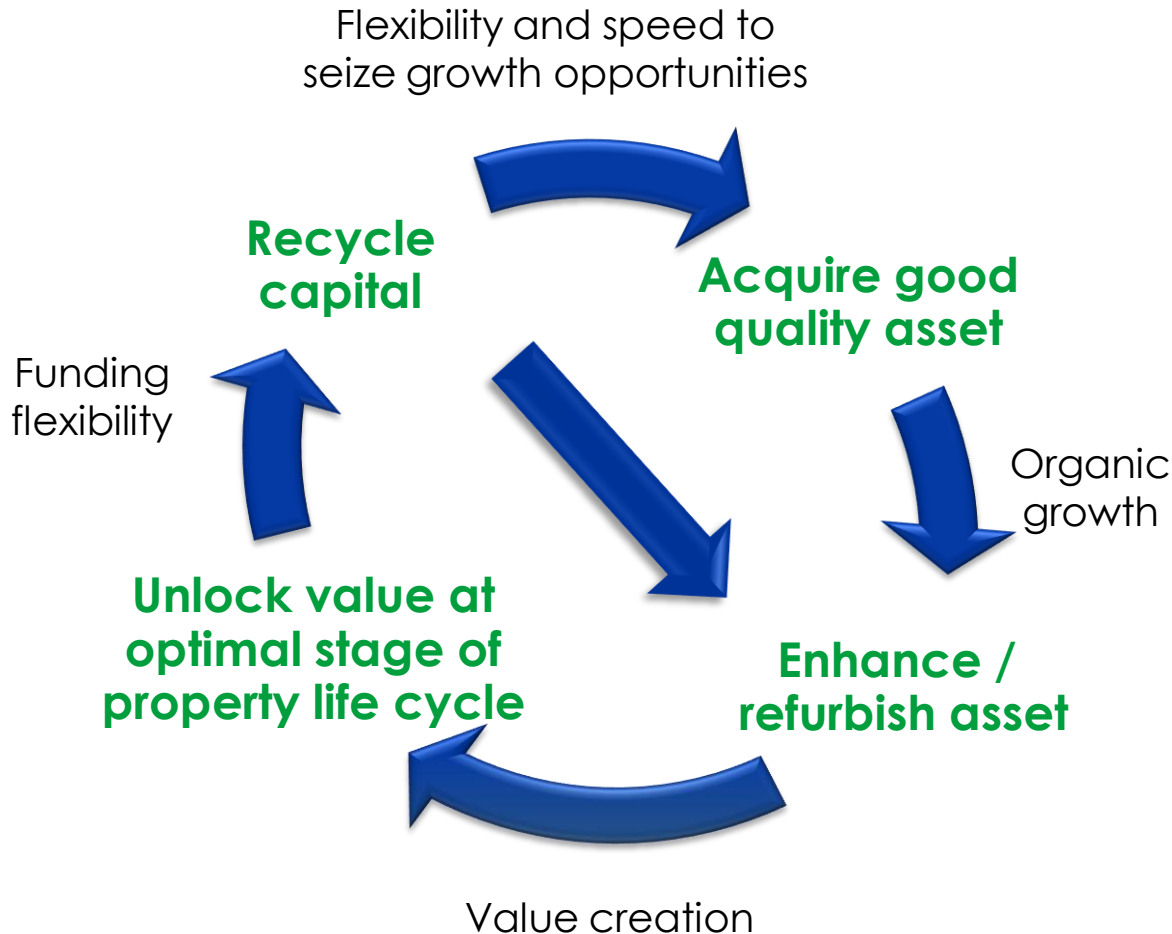 Flexibility and speed to
seize growth opportunities
Recycle
capital
Acquire good
quality asset
Funding
flexibility
Organic
growth
Unlock value at
optimal stage of
property life cycle
Enhance /
refurbish asset
Value creation